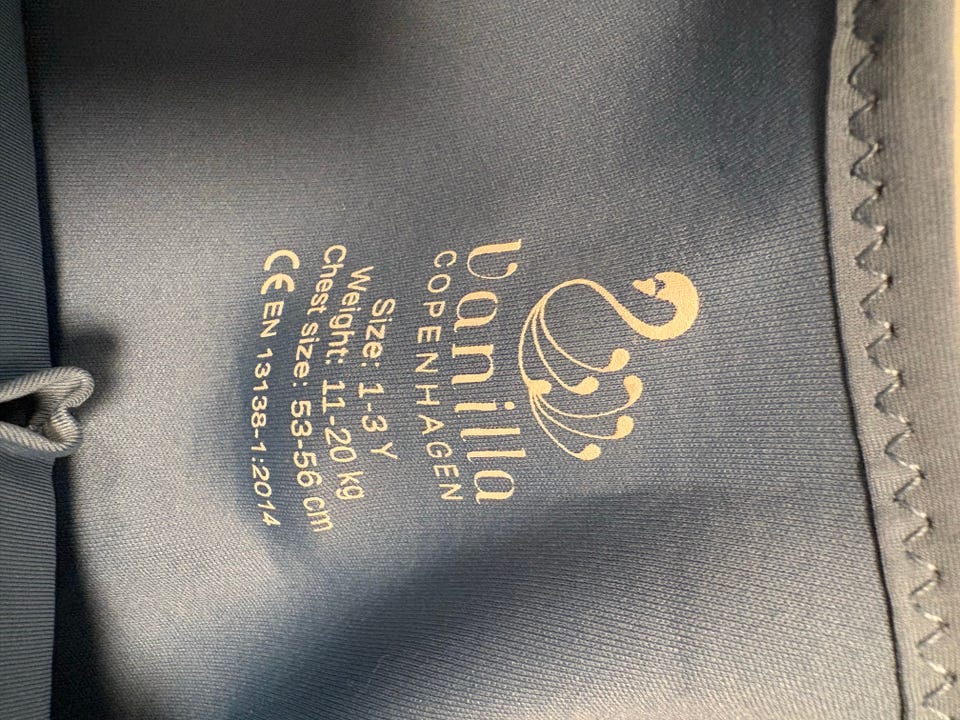 vanilla
COPENHAGEN
Size: 1-3 Y
Weight: 11-20 kg
Chest size: 53-56 cm
CE EN 13138-1:2014